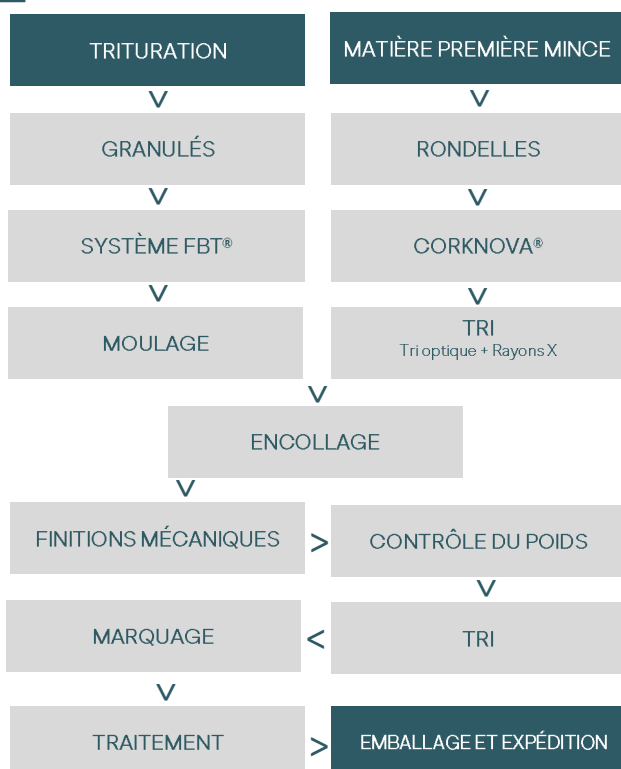 TRITURATION
MATIÈRE PREMIÈRE MINCE
GRANULÉS
RONDELLES
SYSTÈME FBT®
CORKNOVA®
MOULAGE
TRI
Tri optique + Rayons X
ENCOLLAGE
FINITIONS MÉCANIQUES
CONTRÔLE DU POIDS
MARQUAGE
TRI
TRAITEMENT
EMBALLAGE ET EXPÉDITION